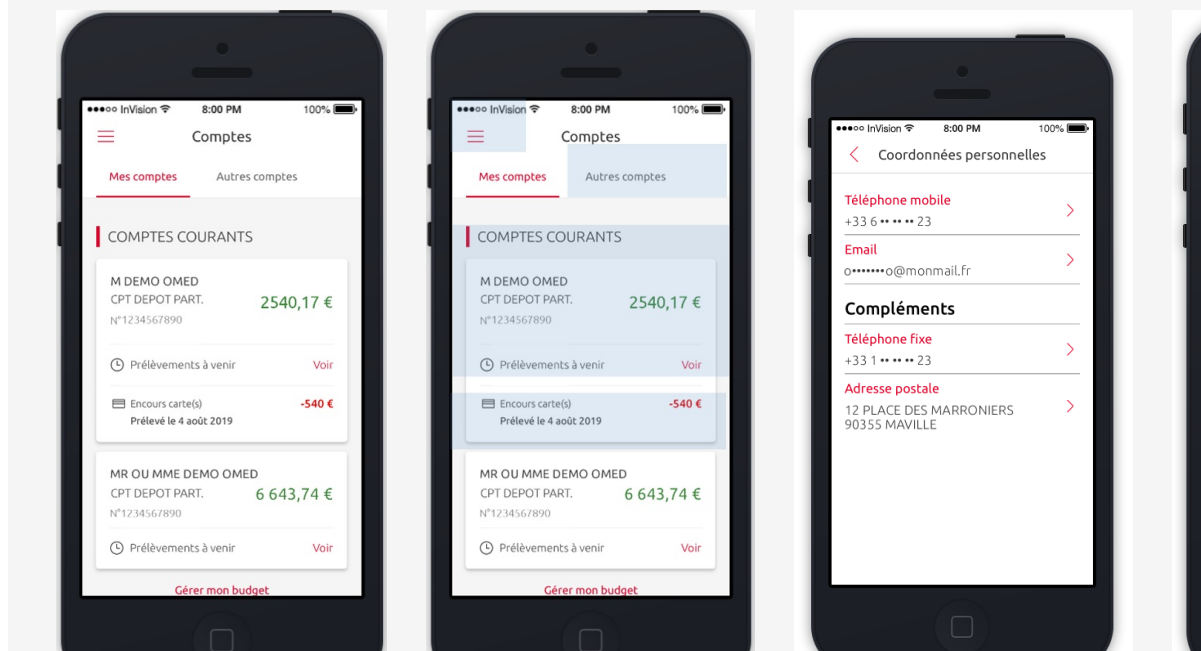 ●●●●○ InVision 8:00 PM 100%
Comptes
Mes comptes Autres comptes
COMPTES COURANTS
M DEMO OMED
CPT DEPOT PART. 2540,17 €
N°1234567890
Prélèvements à venir Voir
Encours carte(s) -540 €
Prélevé le 4 août 2019
MR OU MME DEMO OMED
CPT DEPOT PART. 6 643,74 €
N°1234567890
Prélèvements à venir Voir
Gérer mon budget
●●●●○ InVision 8:00 PM 100%
Comptes
Mes comptes Autres comptes
COMPTES COURANTS
M DEMO OMED
CPT DEPOT PART. 2540,17 €
N°1234567890
Prélèvements à venir Voir
Encours carte(s) -540 €
Prélevé le 4 août 2019
MR OU MME DEMO OMED
CPT DEPOT PART. 6 643,74 €
N°1234567890
Prélèvements à venir Voir
Gérer mon budget
●●●●○ InVision 8:00 PM 100%
Coordonnées personnelles
Téléphone mobile
+33 6 •• •• •• 23
Email
o•••••••o@monmail.fr
Compléments
Téléphone fixe
+33 1 •• •• •• 23
Adresse postale
12 PLACE DES MARRONIERS
90355 MAVILLE